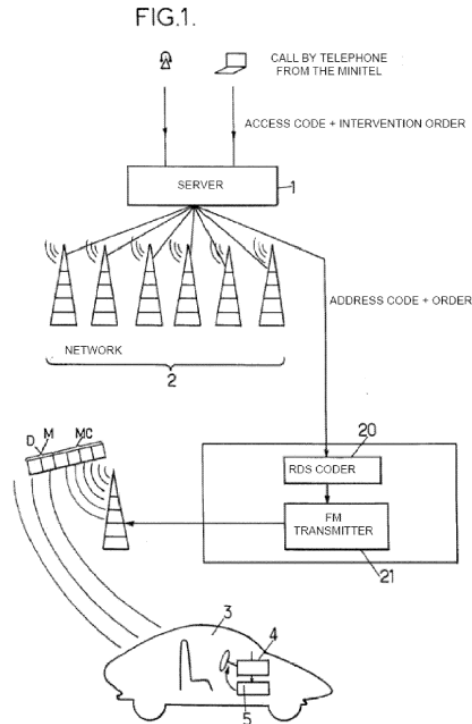 FIG.1.
CALL BY TELEPHONE
FROM THE MINITEL
ACCESS CODE + INTERVENTION ORDER
SERVER
1
ADDRESS CODE + ORDER
NETWORK
2
20
D M MC
RDS CODER
FM
TRANSMITTER
21
3
4
5